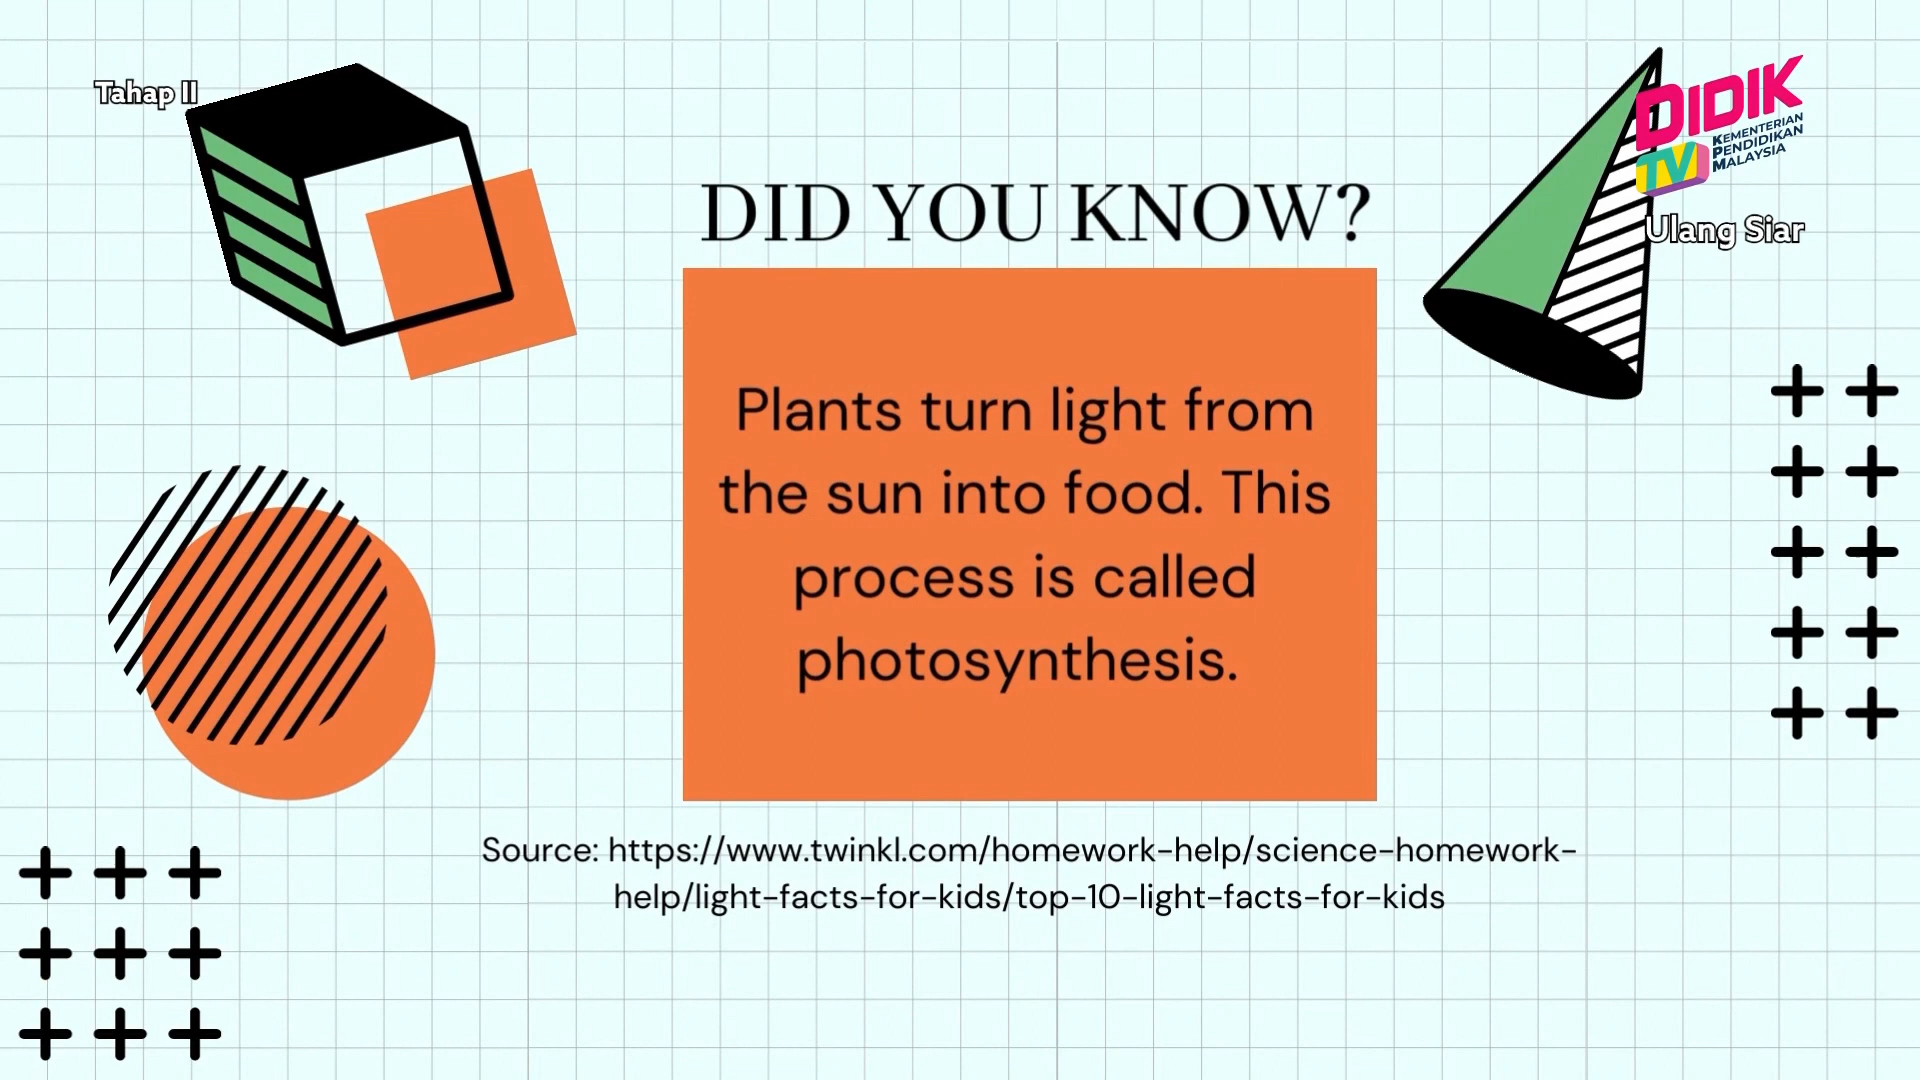 Tahap II
DIDIK
TV
KEMENTERIAN
PENDIDIKAN
MALAYSIA
Ulang Siar
DID YOU KNOW?
Plants turn light from
the sun into food. This
process is called
photosynthesis.
Source: https://www.twinkl.com/homework-help/science-homework-
help/light-facts-for-kids/top-10-light-facts-for-kids